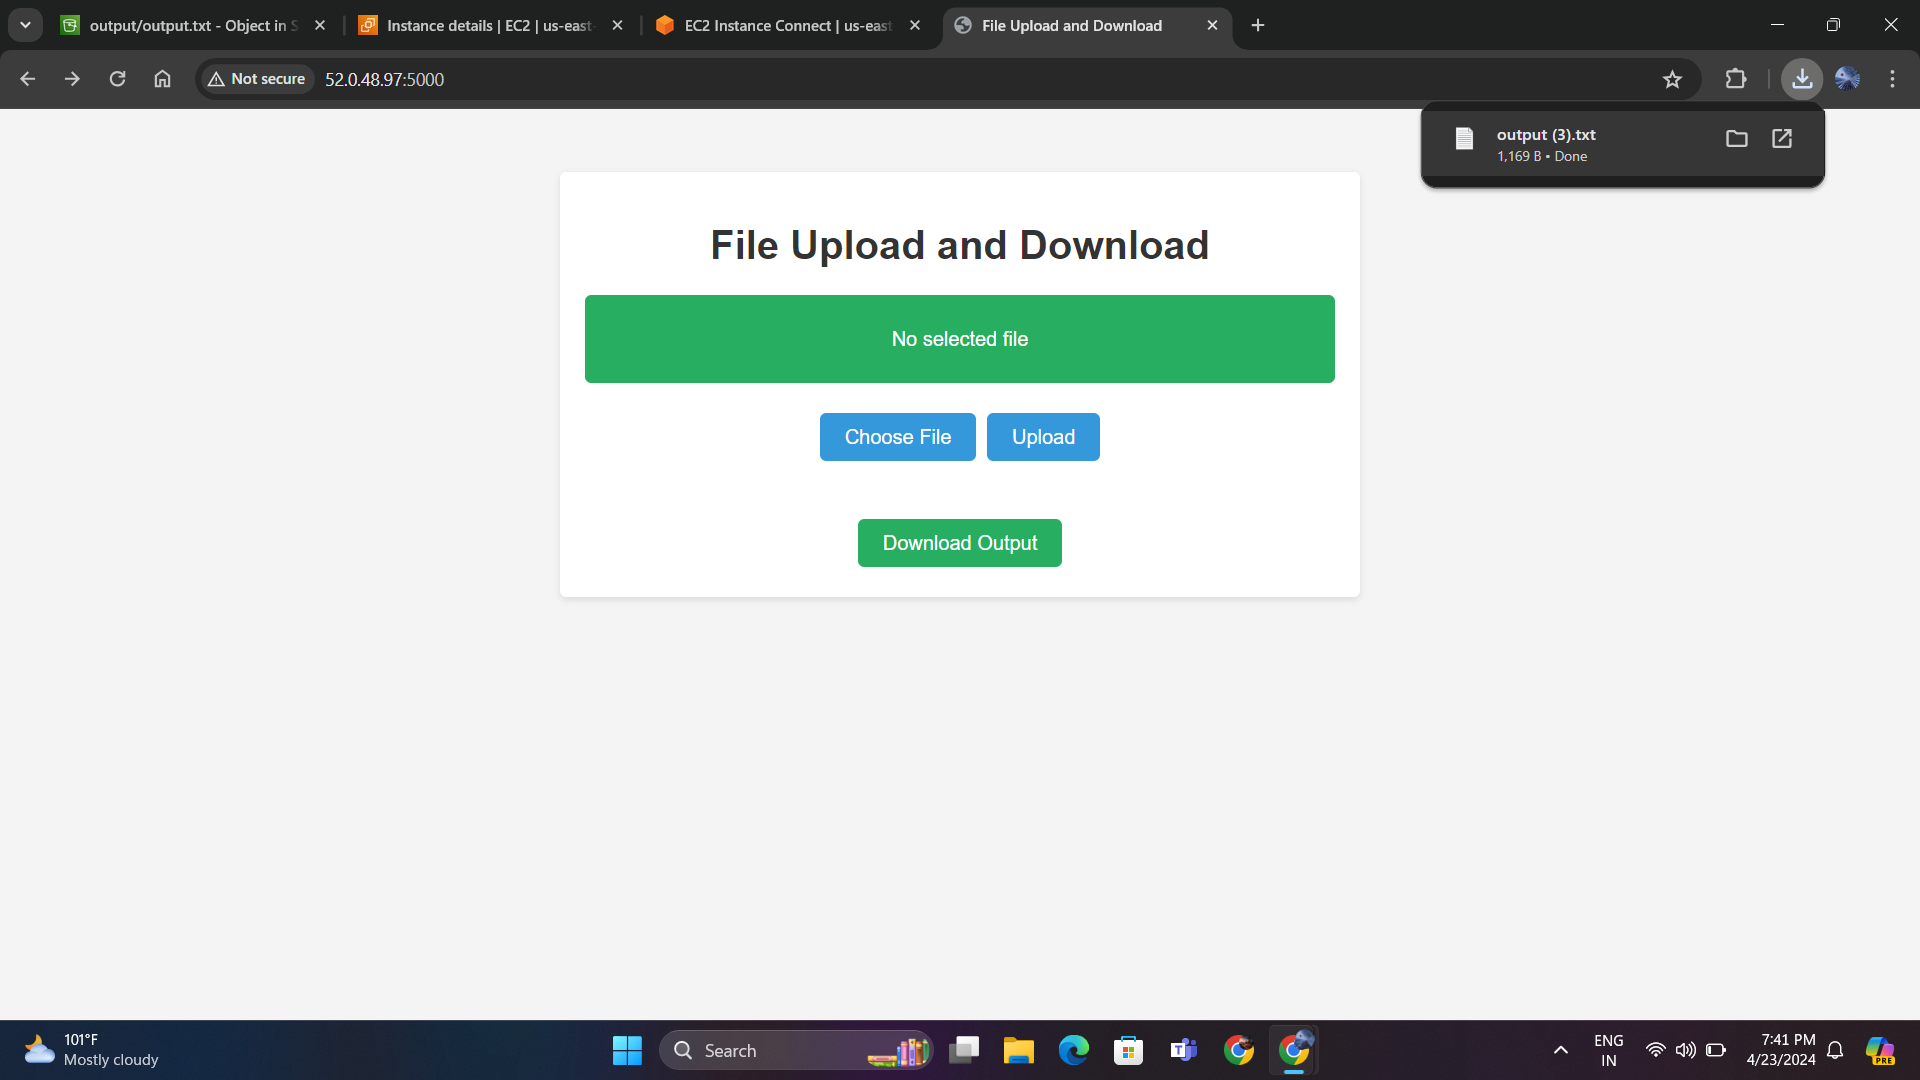 output/output.txt - Object in S
Instance details | EC2 | us-east-
EC2 Instance Connect | us-east
File Upload and Download
Not secure
52.0.48.97:5000
output (3).txt
1,169 B • Done
File Upload and Download
No selected file
Choose File
Upload
Download Output
101°F
Mostly cloudy
Search
ENG
IN
7:41 PM
4/23/2024
PRE